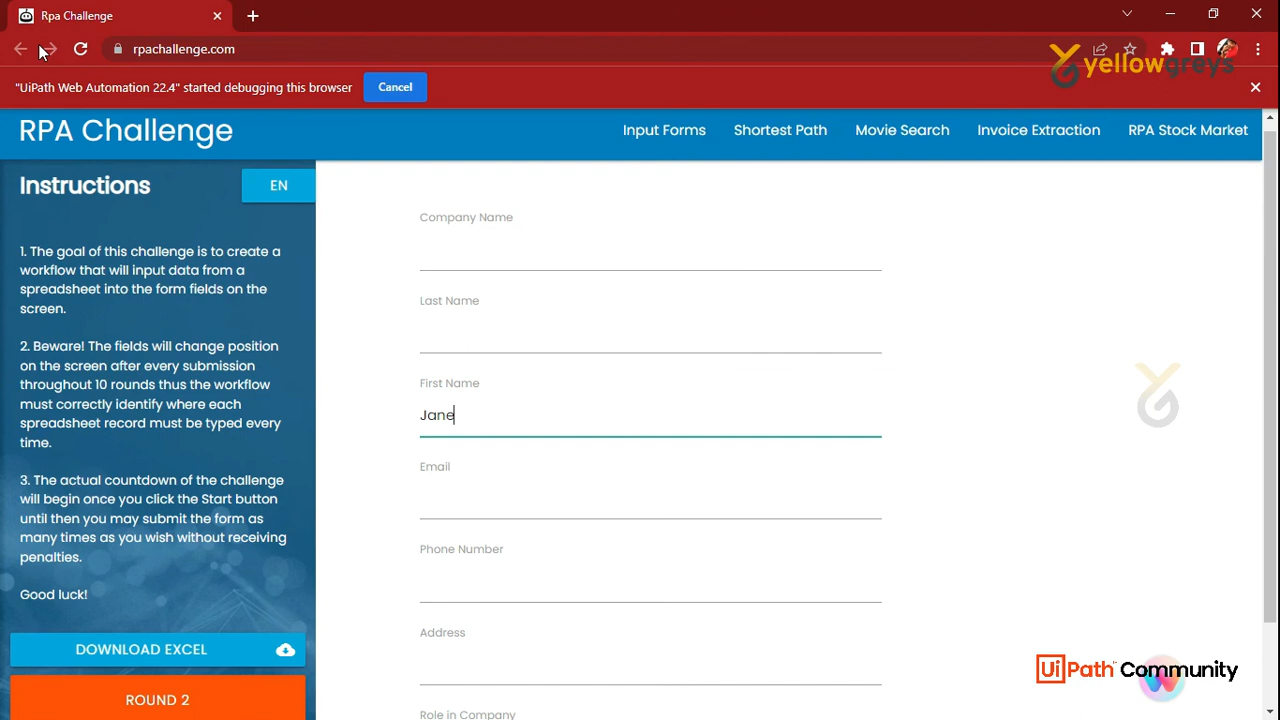 Rpa Challenge
rpachallenge.com
yellowgreys
"UiPath Web Automation 22.4" started debugging this browser
Cancel
RPA Challenge
Input Forms
Shortest Path
Movie Search
Invoice Extraction
RPA Stock Market
Instructions
EN
1. The goal of this challenge is to create a
workflow that will input data from a
spreadsheet into the form fields on the
screen.
2. Beware! The fields will change position
on the screen after every submission
throughout 10 rounds thus the workflow
must correctly identify where each
spreadsheet record must be typed every
time.
3. The actual countdown of the challenge
will begin once you click the Start button
until then you may submit the form as
many times as you wish without receiving
penalties.
Good luck!
DOWNLOAD EXCEL
ROUND 2
Company Name
Last Name
First Name
Jane
Email
Phone Number
Address
Role in Company
UiPath Community